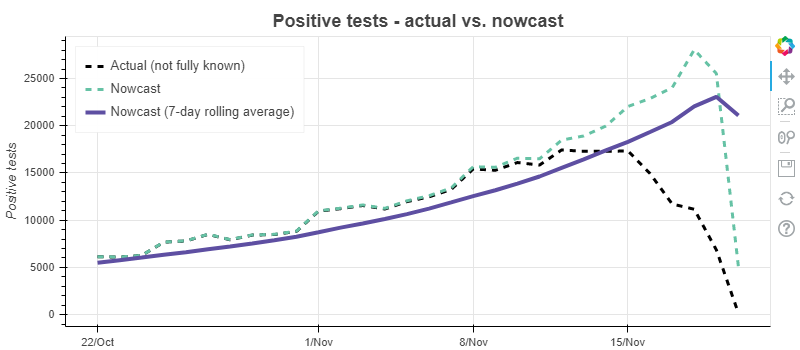 Positive tests - actual vs. nowcast
Actual (not fully known)
Nowcast
Nowcast (7-day rolling average)
Positive tests
25000
20000
15000
10000
5000
0
22/Oct
1/Nov
8/Nov
15/Nov